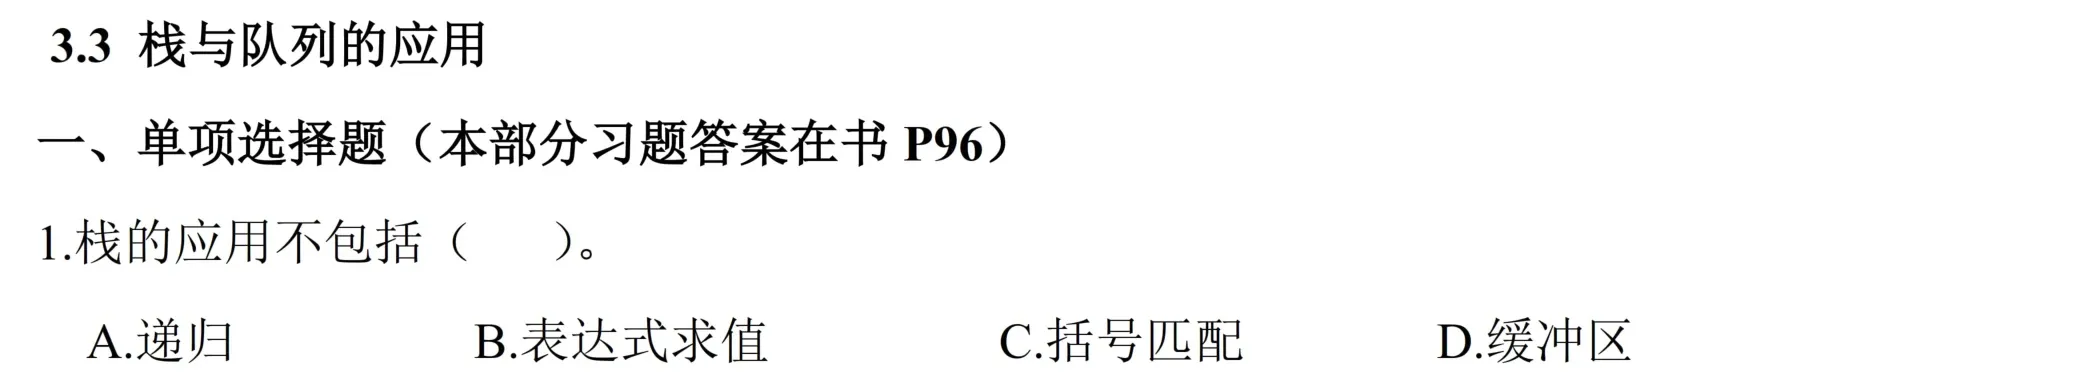 3.3 栈与队列的应用
一、单项选择题（本部分习题答案在书 P96）
1.栈的应用不包括（　　）。
A.递归 B.表达式求值 C.括号匹配 D.缓冲区